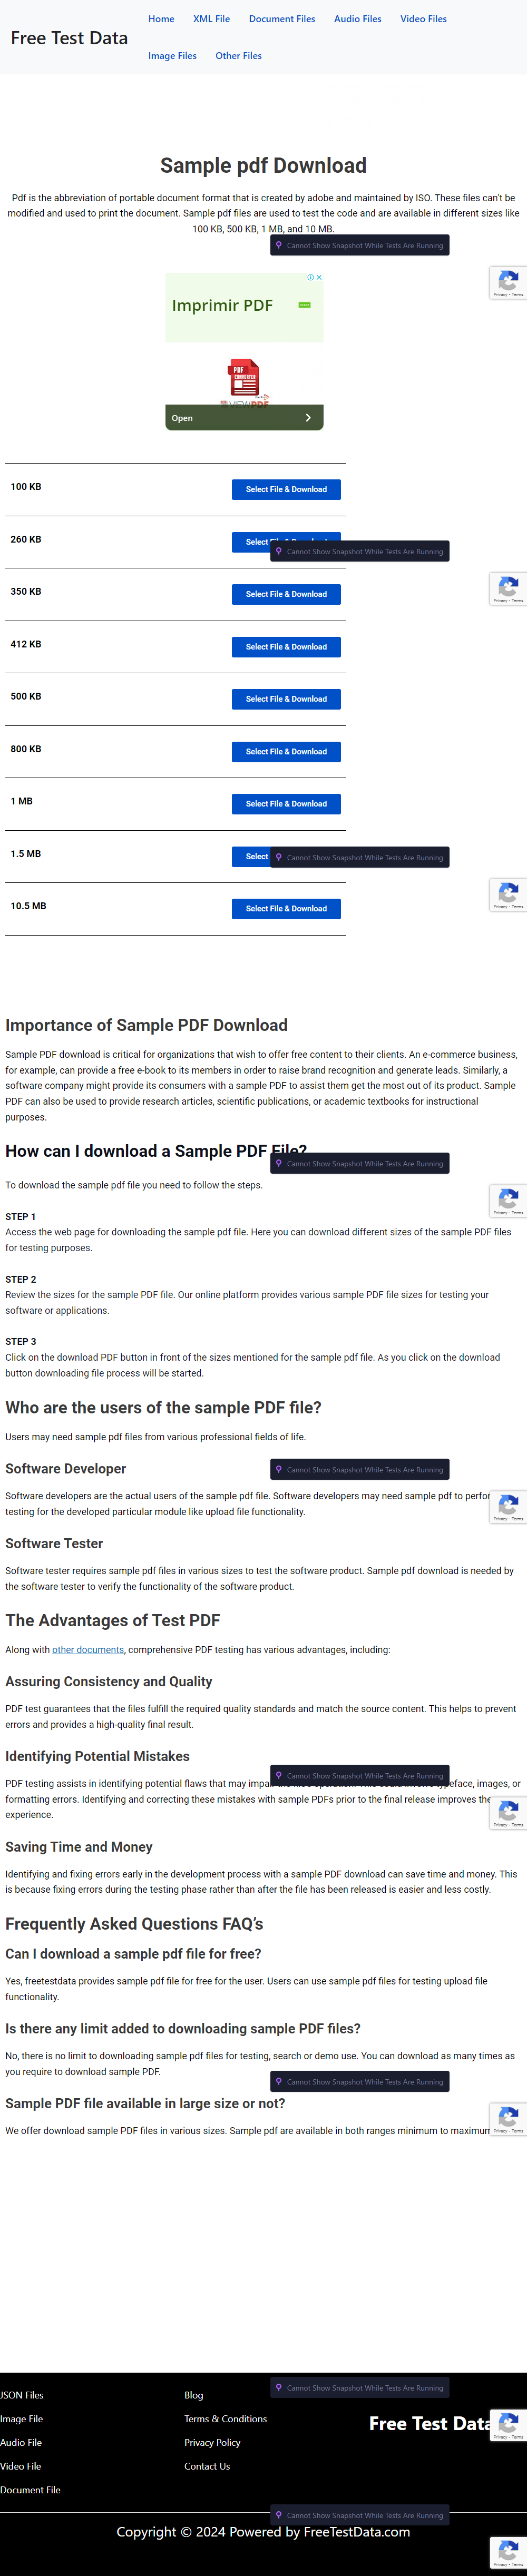 Free Test Data
Home XML File Document Files Audio Files Video Files
Image Files Other Files
Sample pdf Download
Pdf is the abbreviation of portable document format that is created by adobe and maintained by ISO. These files can't be
modified and used to print the document. Sample pdf files are used to test the code and are available in different sizes like
100 KB, 500 KB, 1 MB, and 10 MB.
Cannot Show Snapshot While Tests Are Running
Privacy - Terms
Imprimir PDF
PDF
CONVERTER
VIEWPDF
Open
100 KB Select File & Download
260 KB Select
Cannot Show Snapshot While Tests Are Running
350 KB Select File & Download
Privacy - Terms
412 KB Select File & Download
500 KB Select File & Download
800 KB Select File & Download
1 MB Select File & Download
1.5 MB Select
Cannot Show Snapshot While Tests Are Running
10.5 MB Select File & Download
Privacy - Terms
Importance of Sample PDF Download
Sample PDF download is critical for organizations that wish to offer free content to their clients. An e-commerce business,
for example, can provide a free e-book to its members in order to raise brand recognition and generate leads. Similarly, a
software company might provide its consumers with a sample PDF to assist them get the most out of its product. Sample
PDF can also be used to provide research articles, scientific publications, or academic textbooks for instructional
purposes.
How can I download a Sample PDF File?
Cannot Show Snapshot While Tests Are Running
To download the sample pdf file you need to follow the steps.
Privacy - Terms
STEP 1
Access the web page for downloading the sample pdf file. Here you can download different sizes of the sample PDF files
for testing purposes.
STEP 2
Review the sizes for the sample PDF file. Our online platform provides various sample PDF file sizes for testing your
software or applications.
STEP 3
Click on the download PDF button in front of the sizes mentioned for the sample pdf file. As you click on the download
button downloading file process will be started.
Who are the users of the sample PDF file?
Users may need sample pdf files from various professional fields of life.
Software Developer
Cannot Show Snapshot While Tests Are Running
Software developers are the actual users of the sample pdf file. Software developers may need sample pdf to
testing for the developed particular module like upload file functionality.
Privacy - Terms
Software Tester
Software tester requires sample pdf files in various sizes to test the software product. Sample pdf download is needed by
the software tester to verify the functionality of the software product.
The Advantages of Test PDF
Along with other documents, comprehensive PDF testing has various advantages, including:
Assuring Consistency and Quality
PDF test guarantees that the files fulfill the required quality standards and match the source content. This helps to prevent
errors and provides a high-quality final result.
Identifying Potential Mistakes
Cannot Show Snapshot While Tests Are Running
PDF testing assists in identifying potential flaws that may images, or
formatting errors. Identifying and correcting these mistakes with sample PDFs prior to the final release improves the
experience.
Privacy - Terms
Saving Time and Money
Identifying and fixing errors early in the development process with a sample PDF download can save time and money. This
is because fixing errors during the testing phase rather than after the file has been released is easier and less costly.
Frequently Asked Questions FAQ's
Can I download a sample pdf file for free?
Yes, freetestdata provides sample pdf file for free for the user. Users can use sample pdf files for testing upload file
functionality.
Is there any limit added to downloading sample PDF files?
No, there is no limit to downloading sample pdf files for testing, search or demo use. You can download as many times as
you require to download sample PDF.
Cannot Show Snapshot While Tests Are Running
Sample PDF file available in large size or not?
We offer download sample PDF files in various sizes. Sample pdf are available in both ranges minimum to maximum
Privacy - Terms
Cannot Show Snapshot While Tests Are Running
JSON Files Blog
Image File Terms & Conditions Free Test Data
Audio File Privacy Policy
Privacy - Terms
Video File Contact Us
Document File
Cannot Show Snapshot While Tests Are Running
Copyright © 2024 Powered by FreeTestData.com
Privacy - Terms